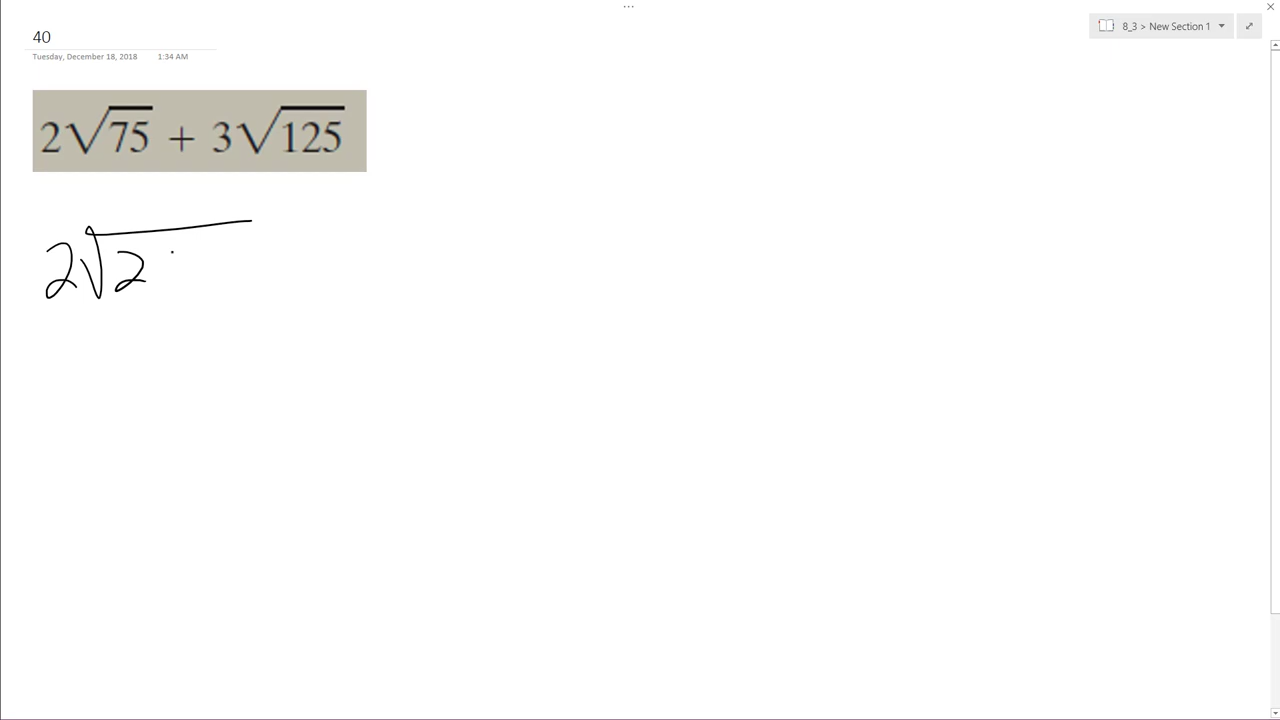 ...
8_3 > New Section 1
40
Tuesday, December 18, 2018 1:34 AM
2√75 + 3√125
2√2 ·